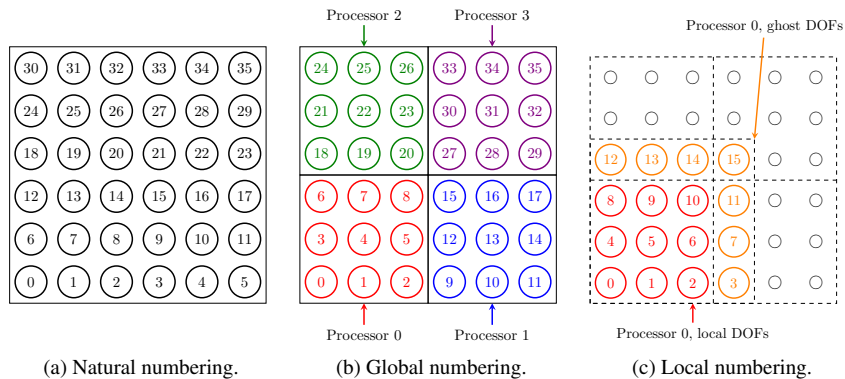 Processor 2 Processor 3
Processor 0, ghost DOFs
30 31 32 33 34 35
24 25 26 27 28 29
18 19 20 21 22 23
12 13 14 15 16 17
6 7 8 9 10 11
0 1 2 3 4 5
24 25 26 33 34 35
21 22 23 30 31 32
18 19 20 27 28 29
6 7 8 15 16 17
3 4 5 12 13 14
0 1 2 9 10 11
12 13 14 15
8 9 10 11
4 5 6 7
0 1 2 3
Processor 0 Processor 1
Processor 0, local DOFs
(a) Natural numbering.
(b) Global numbering.
(c) Local numbering.